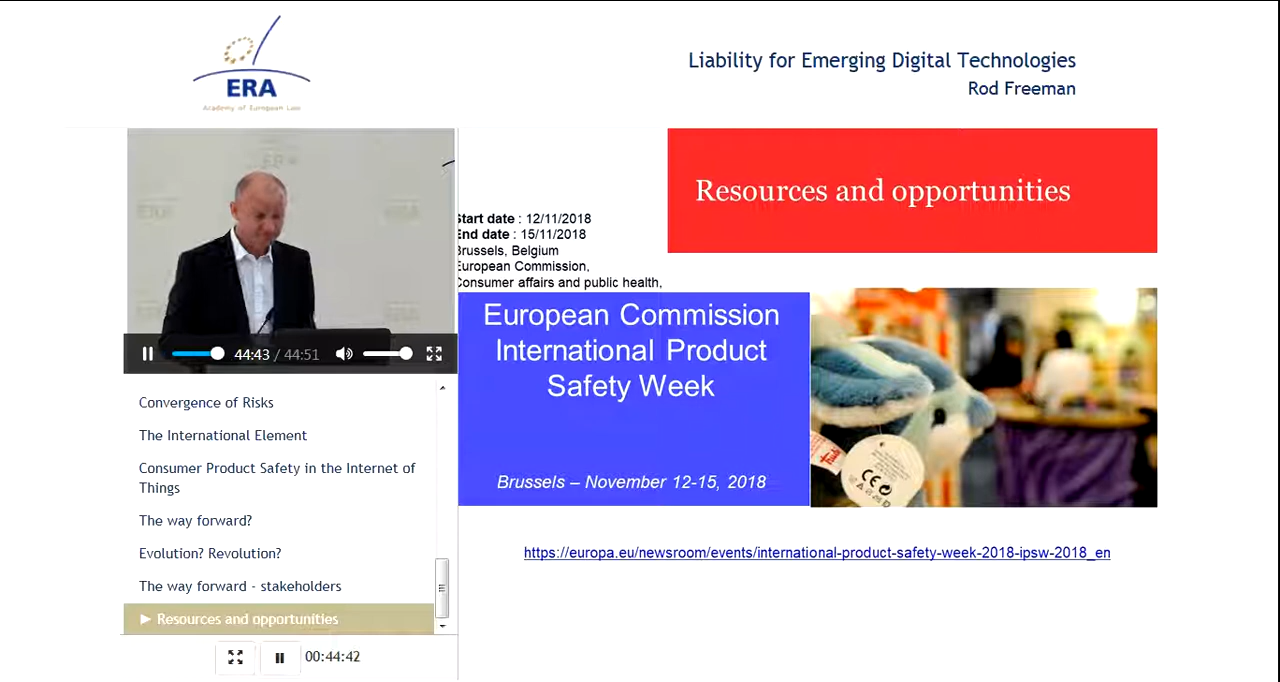 ERA
Academy of European Law
Liability for Emerging Digital Technologies
Rod Freeman
Resources and opportunities
Start date : 12/11/2018
End date : 15/11/2018
Brussels, Belgium
European Commission,
Consumer affairs and public health,
European Commission
International Product
Safety Week
Brussels – November 12-15, 2018
https://europa.eu/newsroom/events/international-product-safety-week-2018-ipsw-2018_en
44:43 / 44:51
Convergence of Risks
The International Element
Consumer Product Safety in the Internet of
Things
The way forward?
Evolution? Revolution?
The way forward - stakeholders
► Resources and opportunities
00:44:42